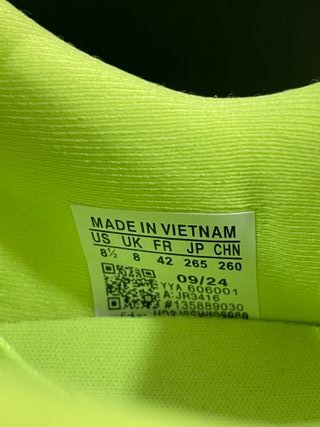 MADE IN VIETNAM
US UK FR JP CHN
8½ 8 42 265 260
09/24
YYA 606001
A:JR3416
#135889030